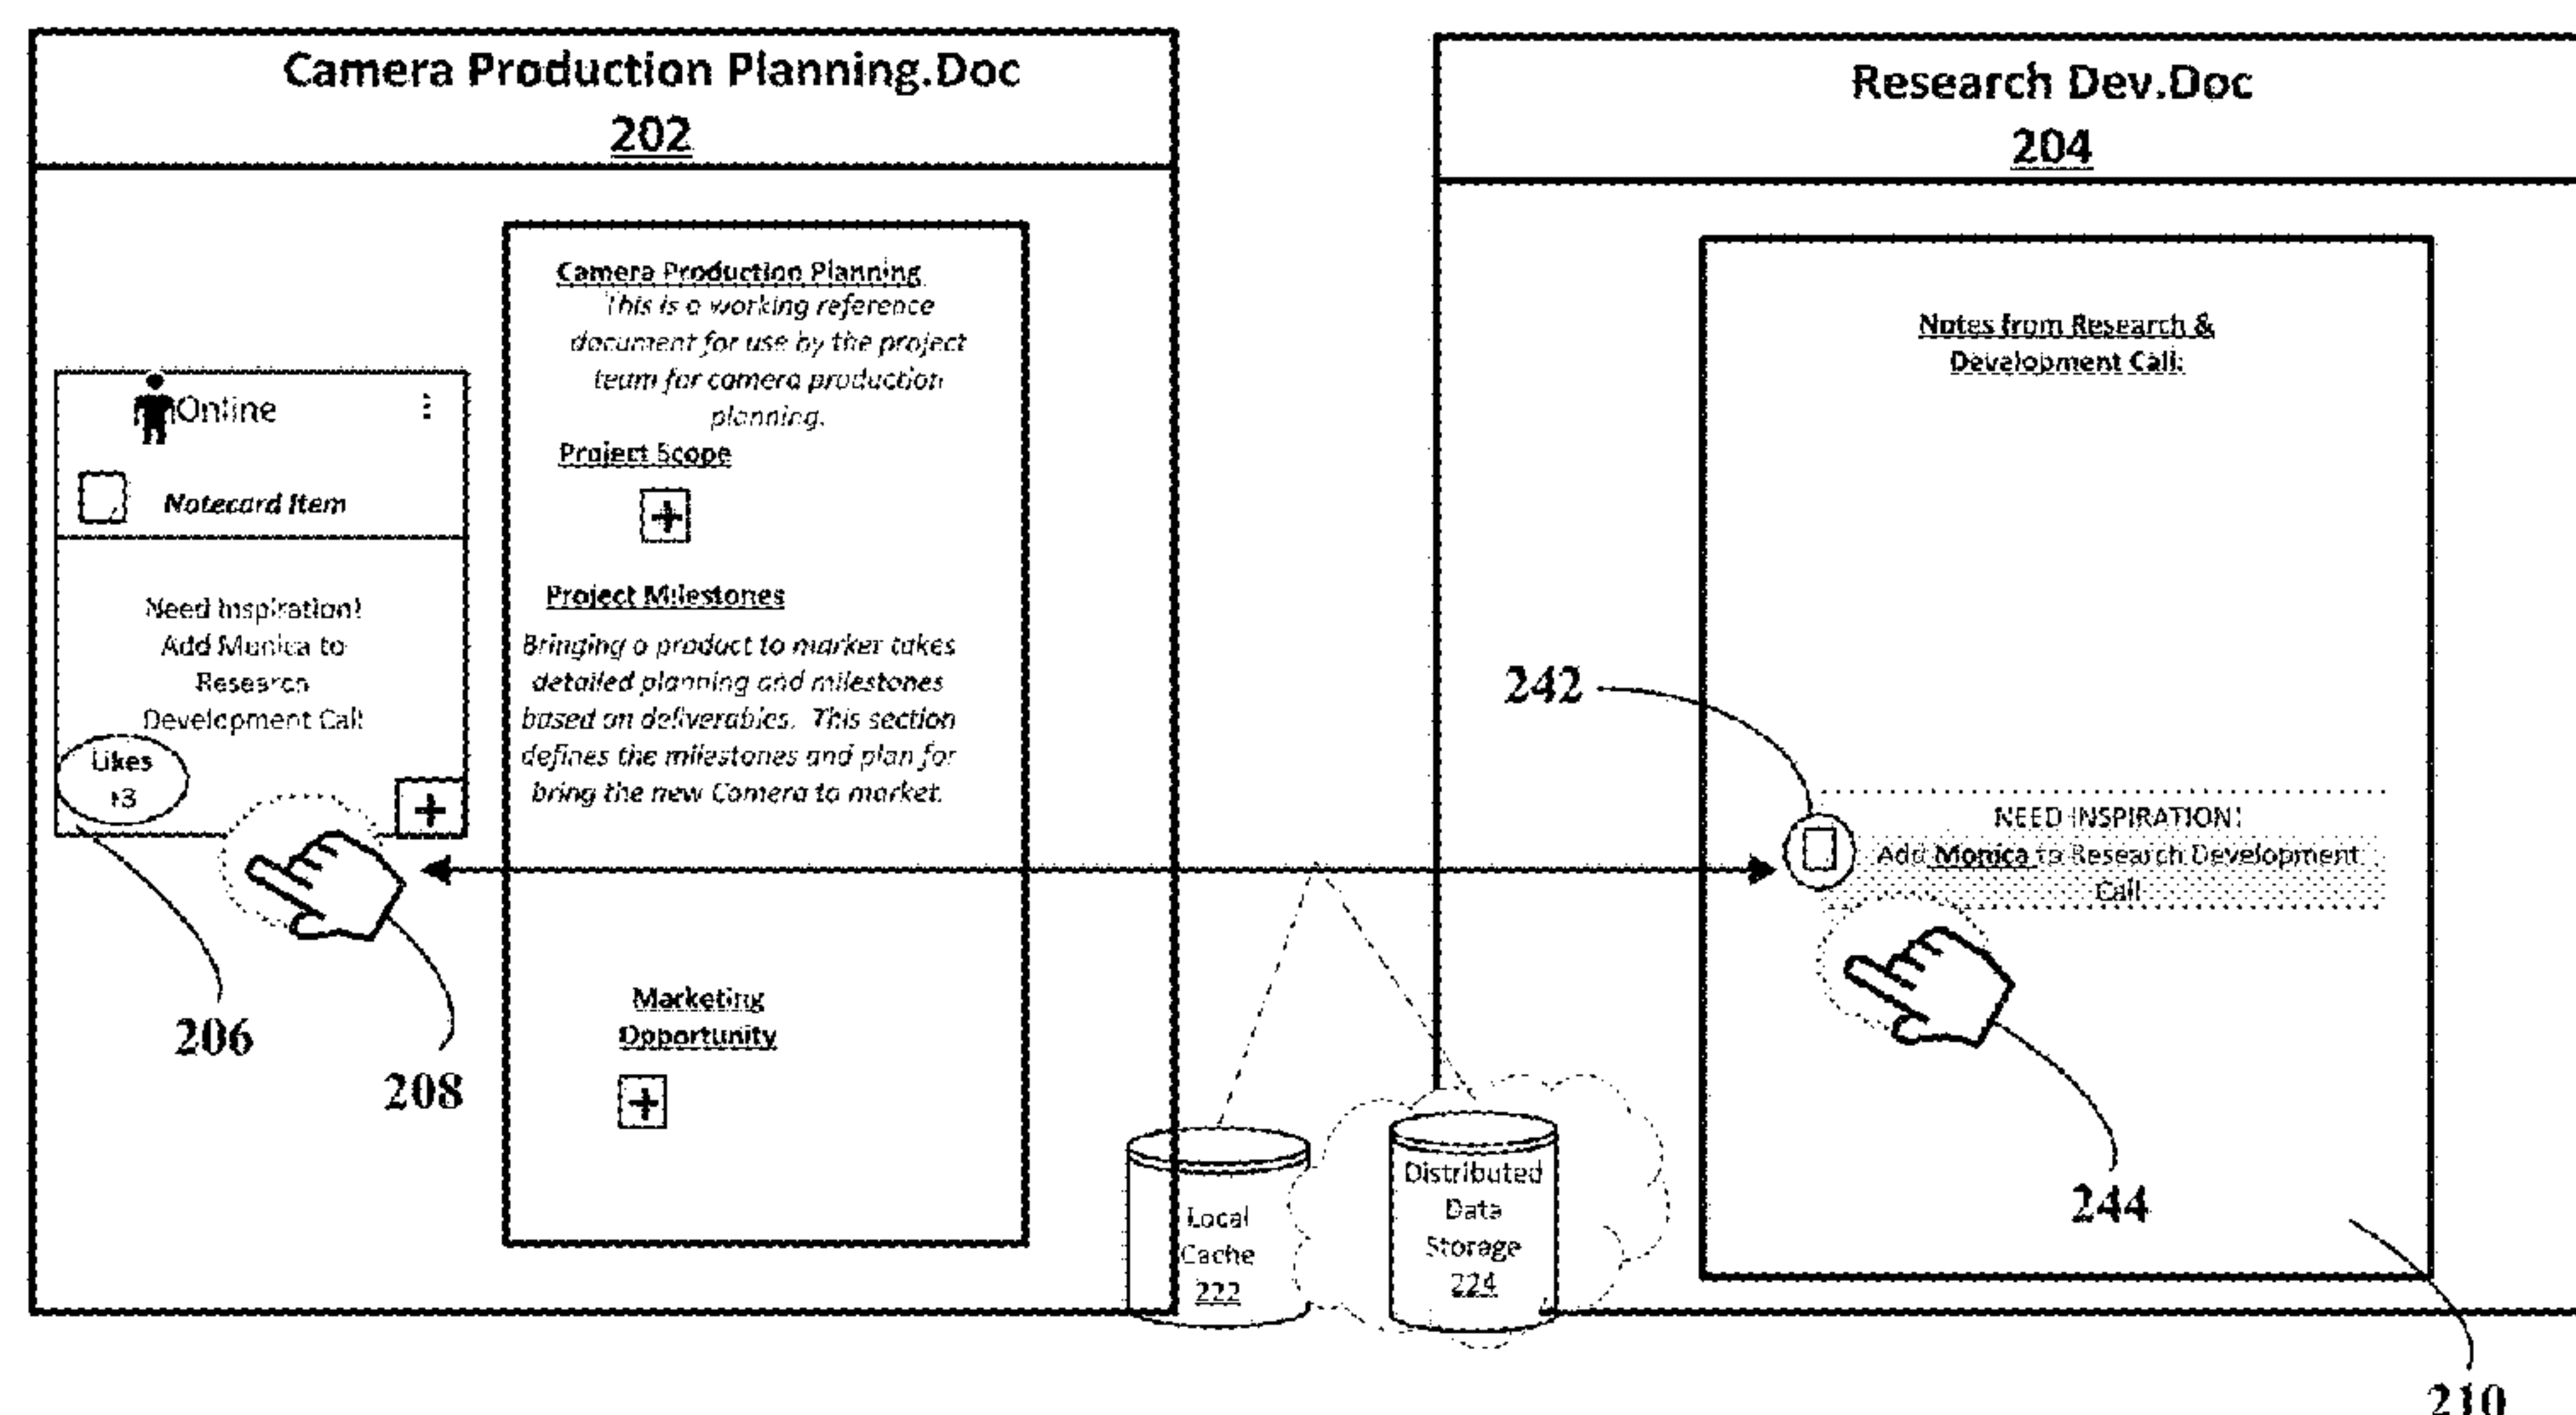 Camera Production Planning.Doc
202
Online
⋮
Notecard Item
Need Inspiration!
Add Monica to
Research
Development Call
Likes
+3
+
206
208
Camera Production Planning
This is a working reference
document for use by the project
team for camera production
planning.
Project Scope
+
Project Milestones
Bringing a product to market takes
detailed planning and milestones
based on deliverables. This section
defines the milestones and plan for
bring the new Camera to market.
Marketing
Opportunity
+
Local
Cache
222
Distributed
Data
Storage
224
Research Dev.Doc
204
Notes from Research &
Development Call:
242
NEED INSPIRATION!
Add Monica to Research Development
Call
244
210